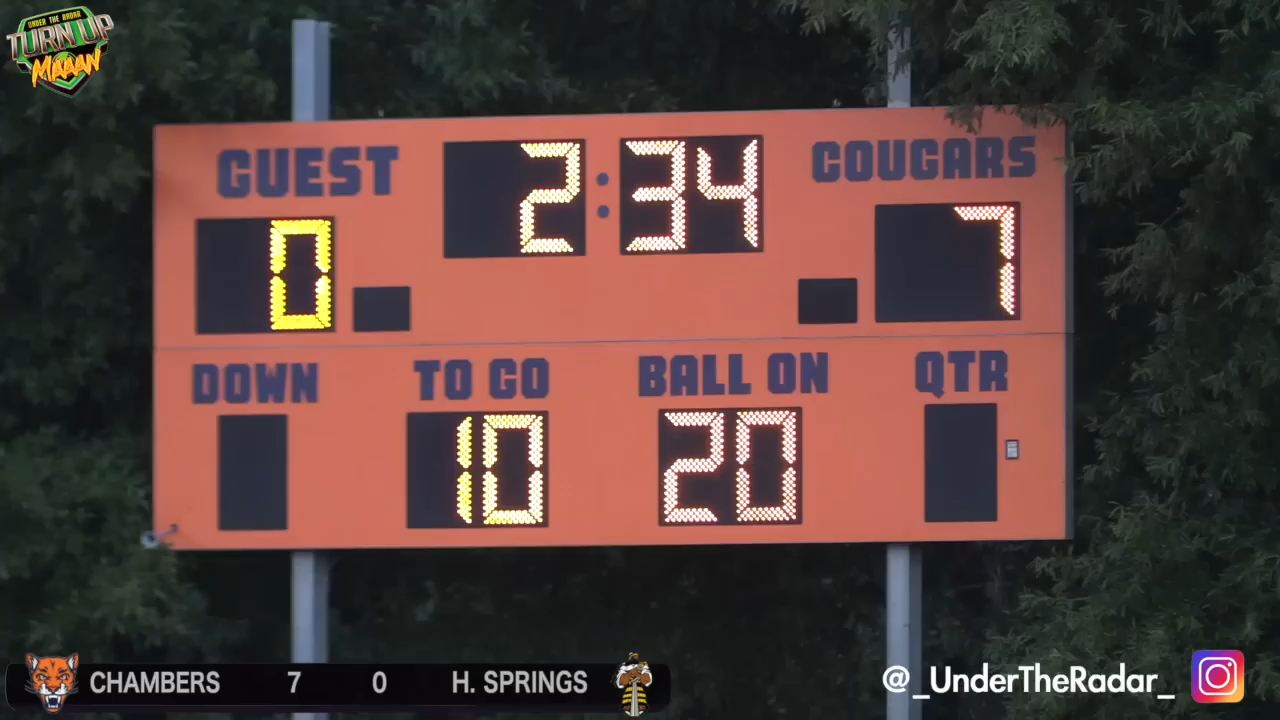 UNDER THE RADAR
TURN UP
MAAAN
GUEST 2:34 COUGARS
0 7
DOWN TO GO BALL ON QTR
10 20
CHAMBERS 7 0 H. SPRINGS
@_UnderTheRadar_